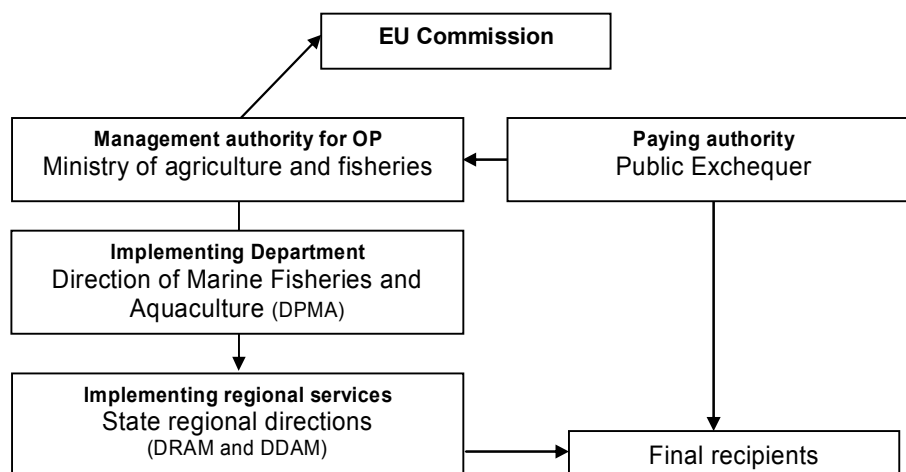 EU Commission
Management authority for OP
Ministry of agriculture and fisheries
Paying authority
Public Exchequer
Implementing Department
Direction of Marine Fisheries and
Aquaculture (DPMA)
Implementing regional services
State regional directions
(DRAM and DDAM)
Final recipients